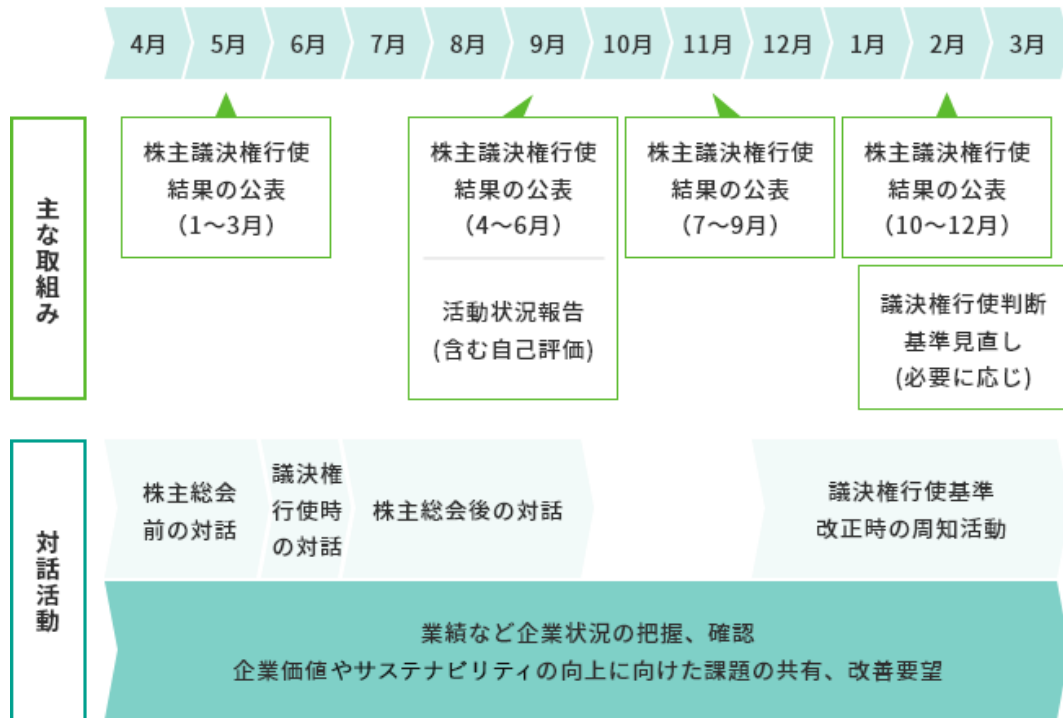 4月 5月 6月 7月 8月 9月 10月 11月 12月 1月 2月 3月
主な取組み
株主議決権行使
結果の公表
（1～3月）
株主議決権行使
結果の公表
（4～6月）
活動状況報告
(含む自己評価)
株主議決権行使
結果の公表
（7～9月）
株主議決権行使
結果の公表
（10～12月）
議決権行使判断
基準見直し
(必要に応じ)
対話活動
株主総会
前の対話
議決権
行使時
の対話
株主総会後の対話
議決権行使基準
改正時の周知活動
業績など企業状況の把握、確認
企業価値やサステナビリティの向上に向けた課題の共有、改善要望